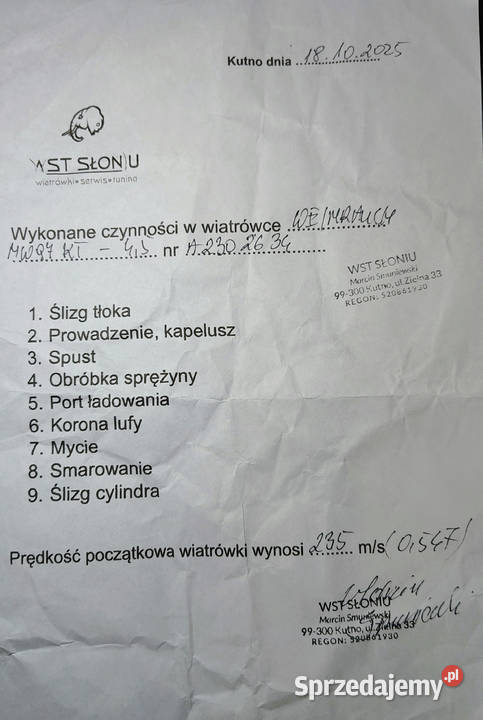 Kutno dnia 18.10.2025
WST SŁONIU
wiatrówki•serwis•tuning
Wykonane czynności w wiatrówce WEIHRAUCH
HW97 KT – 4,5 nr A2302634
WST SŁONIU
Marcin Smuniewski
99-300 Kutno, ul. Zielna 33
REGON: 520861930
1. Ślizg tłoka
2. Prowadzenie, kapelusz
3. Spust
4. Obróbka sprężyny
5. Port ładowania
6. Korona lufy
7. Mycie
8. Smarowanie
9. Ślizg cylindra
Prędkość początkowa wiatrówki wynosi 235 m/s (0,547)
WST SŁONIU
Marcin Smuniewski
99-300 Kutno, ul. Zielna 33
REGON: 520861930
Sprzedajemy.pl